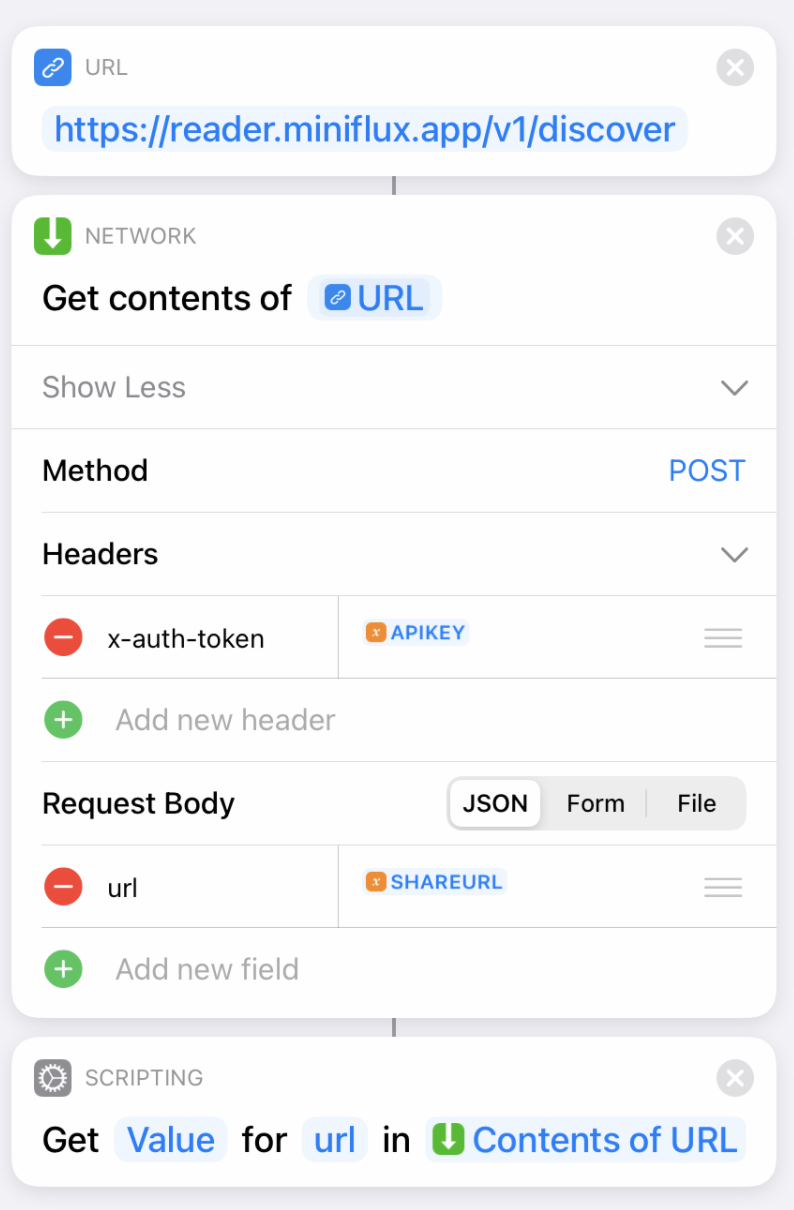 URL
https://reader.miniflux.app/v1/discover
NETWORK
Get contents of URL
Show Less
Method POST
Headers
x-auth-token x APIKEY
Add new header
Request Body JSON Form File
url x SHAREURL
Add new field
SCRIPTING
Get Value for url in Contents of URL